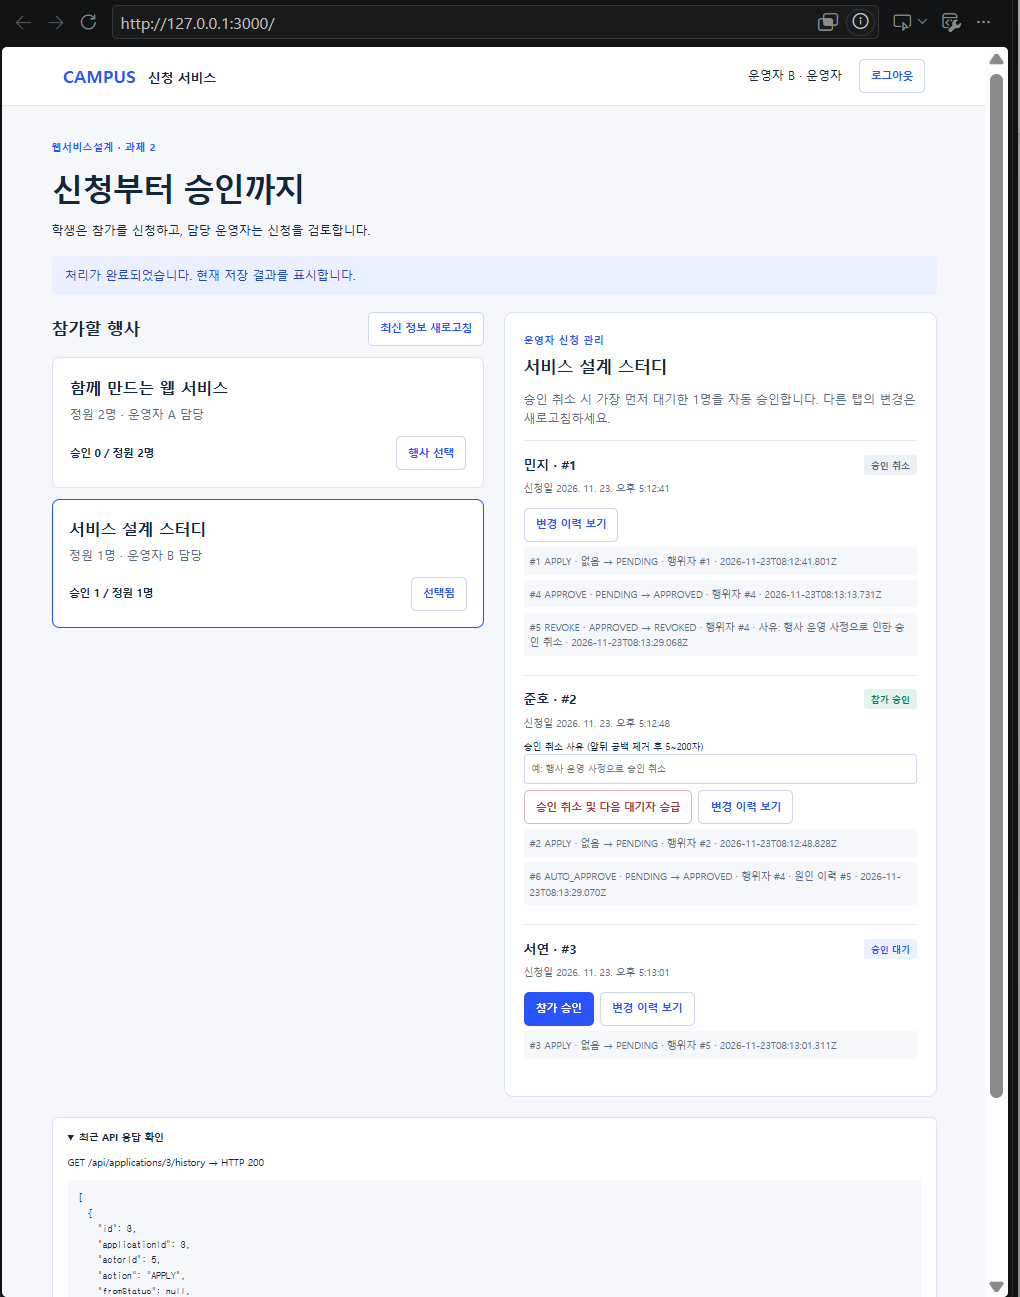 http://127.0.0.1:3000/
CAMPUS 신청 서비스
운영자 B · 운영자
로그아웃
웹서비스설계 · 과제 2
신청부터 승인까지
학생은 참가를 신청하고, 담당 운영자는 신청을 검토합니다.
처리가 완료되었습니다. 현재 저장 결과를 표시합니다.
참가할 행사
최신 정보 새로고침
함께 만드는 웹 서비스
정원 2명 · 운영자 A 담당
승인 0 / 정원 2명
행사 선택
서비스 설계 스터디
정원 1명 · 운영자 B 담당
승인 1 / 정원 1명
선택됨
운영자 신청 관리
서비스 설계 스터디
승인 취소 시 가장 먼저 대기한 1명을 자동 승인합니다. 다른 탭의 변경은
새로고침하세요.
민지 · #1
승인 취소
신청일 2026. 11. 23. 오후 5:12:41
변경 이력 보기
#1 APPLY · 없음 → PENDING · 행위자 #1 · 2026-11-23T08:12:41.801Z
#4 APPROVE · PENDING → APPROVED · 행위자 #4 · 2026-11-23T08:13:13.731Z
#5 REVOKE · APPROVED → REVOKED · 행위자 #4 · 사유: 행사 운영 사정으로 인한 승
인 취소 · 2026-11-23T08:13:29.068Z
준호 · #2
참가 승인
신청일 2026. 11. 23. 오후 5:12:48
승인 취소 사유 (앞뒤 공백 제거 후 5~200자)
예: 행사 운영 사정으로 승인 취소
승인 취소 및 다음 대기자 승급
변경 이력 보기
#2 APPLY · 없음 → PENDING · 행위자 #2 · 2026-11-23T08:12:48.828Z
#6 AUTO_APPROVE · PENDING → APPROVED · 행위자 #4 · 원인 이력 #5 · 2026-11-
23T08:13:29.070Z
서연 · #3
승인 대기
신청일 2026. 11. 23. 오후 5:13:01
참가 승인
변경 이력 보기
#3 APPLY · 없음 → PENDING · 행위자 #5 · 2026-11-23T08:13:01.311Z
▼ 최근 API 응답 확인
GET /api/applications/3/history → HTTP 200
[
{
"id": 3,
"applicationId": 3,
"actorId": 5,
"action": "APPLY",
"fromStatus": null,